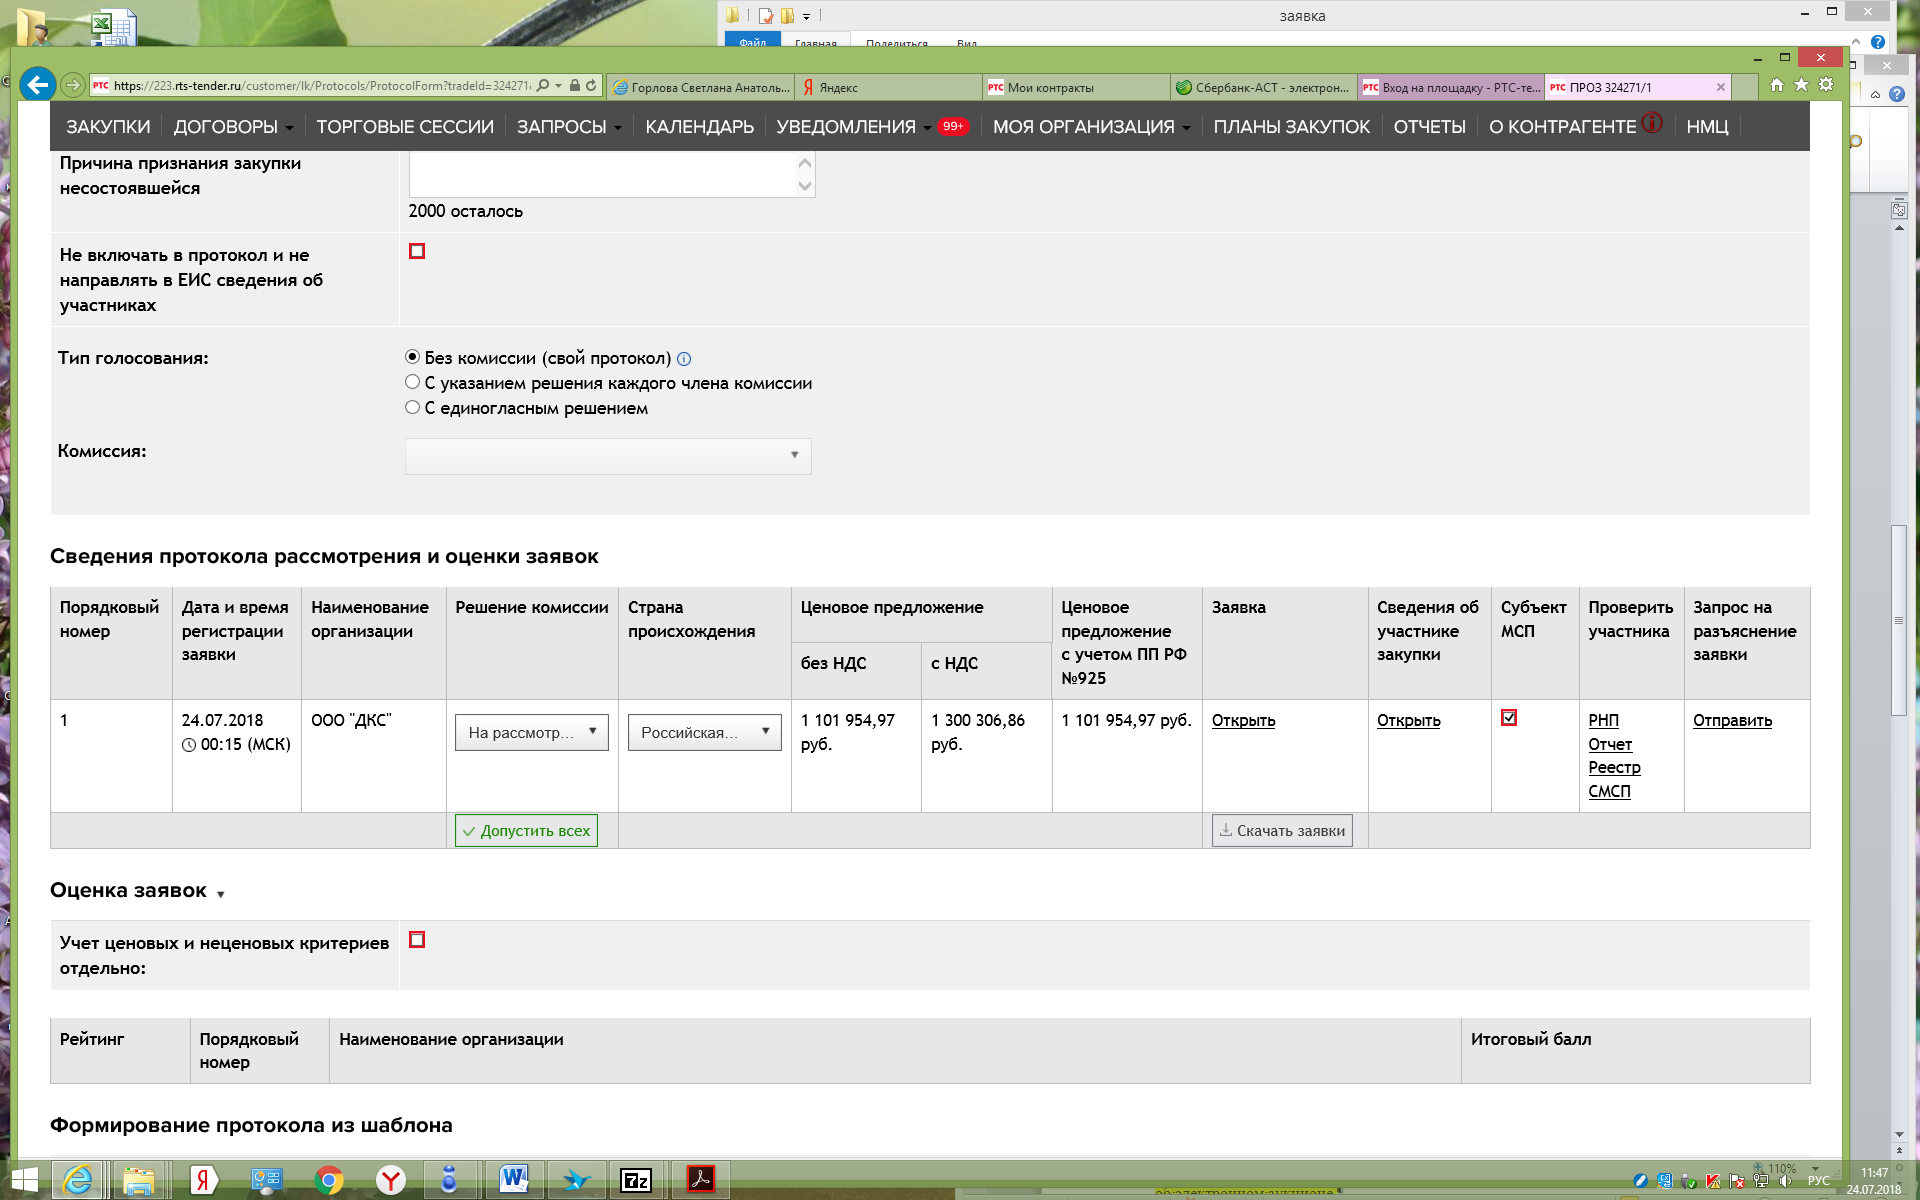 заявка
Файл
Главная
Поделиться
Вид
https://223.rts-tender.ru/customer/lk/Protocols/ProtocolForm?tradeId=324271
Горлова Светлана Анатоль...
Яндекс
РТС Мои контракты
Сбербанк-АСТ - электрон...
РТС Вход на площадку - РТС-те...
РТС ПРОЗ 324271/1
ЗАКУПКИ ДОГОВОРЫ ТОРГОВЫЕ СЕССИИ ЗАПРОСЫ КАЛЕНДАРЬ УВЕДОМЛЕНИЯ 99+ МОЯ ОРГАНИЗАЦИЯ ПЛАНЫ ЗАКУПОК ОТЧЕТЫ О КОНТРАГЕНТЕ НМЦ
Причина признания закупки
несостоявшейся
2000 осталось
Не включать в протокол и не
направлять в ЕИС сведения об
участниках
Тип голосования:
Без комиссии (свой протокол)
С указанием решения каждого члена комиссии
С единогласным решением
Комиссия:
Сведения протокола рассмотрения и оценки заявок
Порядковый
номер
Дата и время
регистрации
заявки
Наименование
организации
Решение комиссии
Страна
происхождения
Ценовое предложение
без НДС
с НДС
Ценовое
предложение
с учетом ПП РФ
№925
Заявка
Сведения об
участнике
закупки
Субъект
МСП
Проверить
участника
Запрос на
разъяснение
заявки
1
24.07.2018
00:15 (МСК)
ООО "ДКС"
На рассмотр...
Российская...
1 101 954,97
руб.
1 300 306,86
руб.
1 101 954,97 руб.
Открыть
Открыть
РНП
Отчет
Реестр
СМСП
Отправить
Допустить всех
Скачать заявки
Оценка заявок
Учет ценовых и неценовых критериев
отдельно:
Рейтинг
Порядковый
номер
Наименование организации
Итоговый балл
Формирование протокола из шаблона
110%
РУС
11:47
24.07.2018